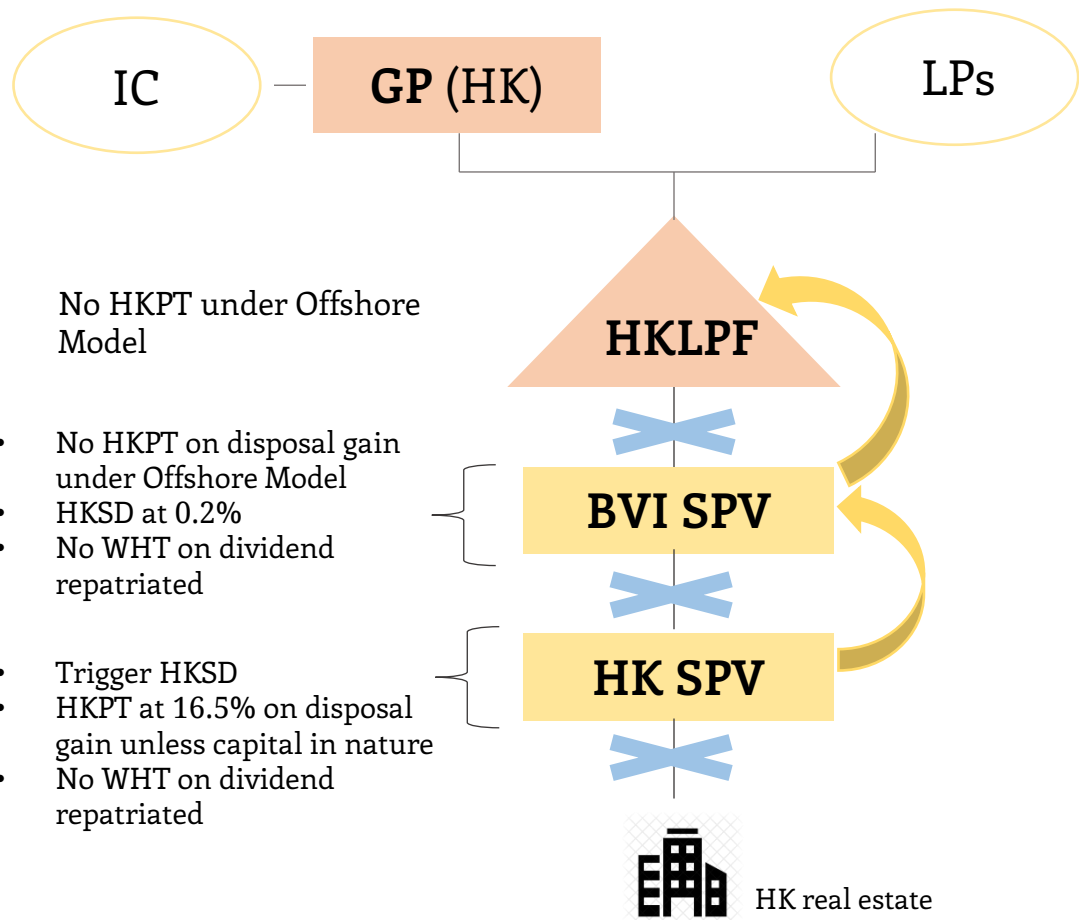 IC
GP (HK)
LPs
No HKPT under Offshore
Model
HKLPF
• No HKPT on disposal gain
under Offshore Model
• HKSD at 0.2%
• No WHT on dividend
repatriated
BVI SPV
• Trigger HKSD
• HKPT at 16.5% on disposal
gain unless capital in nature
• No WHT on dividend
repatriated
HK SPV
HK real estate